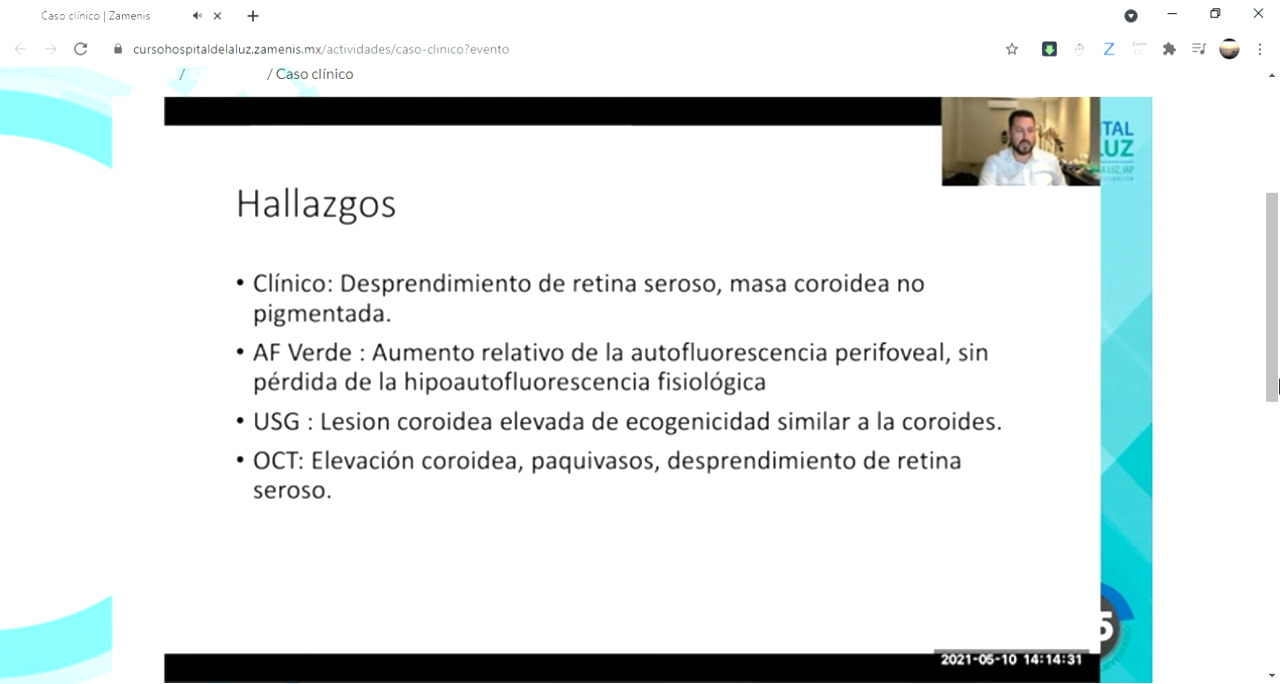 Caso clínico | Zamenis
cursohospitaldelaluz.zamenis.mx/actividades/caso-clinico?evento
/ / Caso clínico
TAL
LUZ
Hallazgos
• Clínico: Desprendimiento de retina seroso, masa coroidea no
pigmentada.
• AF Verde : Aumento relativo de la autofluorescencia perifoveal, sin
pérdida de la hipoautofluorescencia fisiológica
• USG : Lesion coroidea elevada de ecogenicidad similar a la coroides.
• OCT: Elevación coroidea, paquivasos, desprendimiento de retina
seroso.
5
2021-05-10 14:14:31